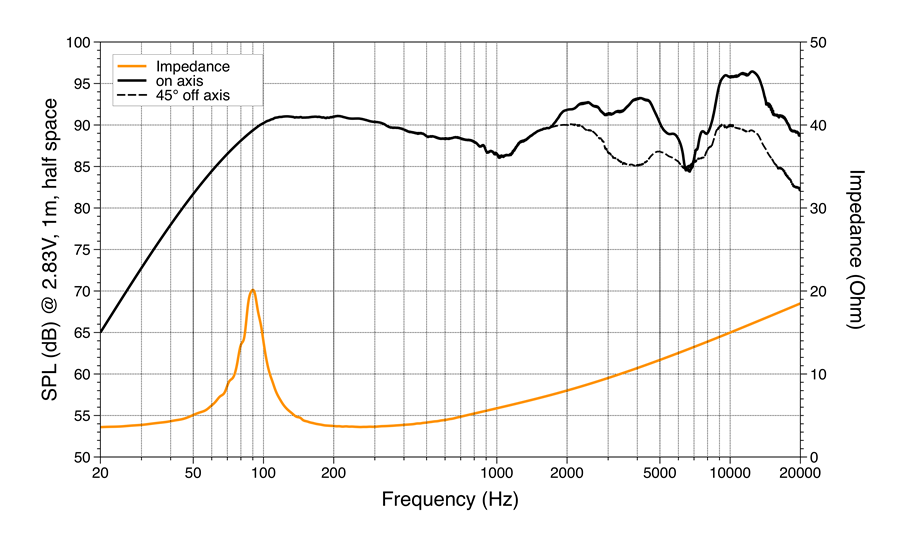 Impedance
on axis
45° off axis
SPL (dB) @ 2.83V, 1m, half space
100
95
90
85
80
75
70
65
60
55
50
50
40
30
20
10
0
Impedance (Ohm)
20 50 100 200 500 1000 2000 5000 10000 20000
Frequency (Hz)